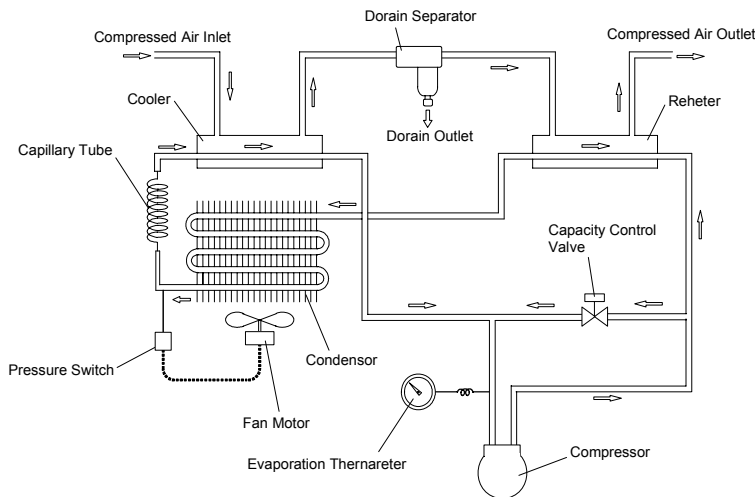 Dorain Separator
Compressed Air Inlet
Compressed Air Outlet
Cooler
Reheter
Dorain Outlet
Capillary Tube
Capacity Control
Valve
Condensor
Pressure Switch
Fan Motor
Evaporation Thernareter
Compressor